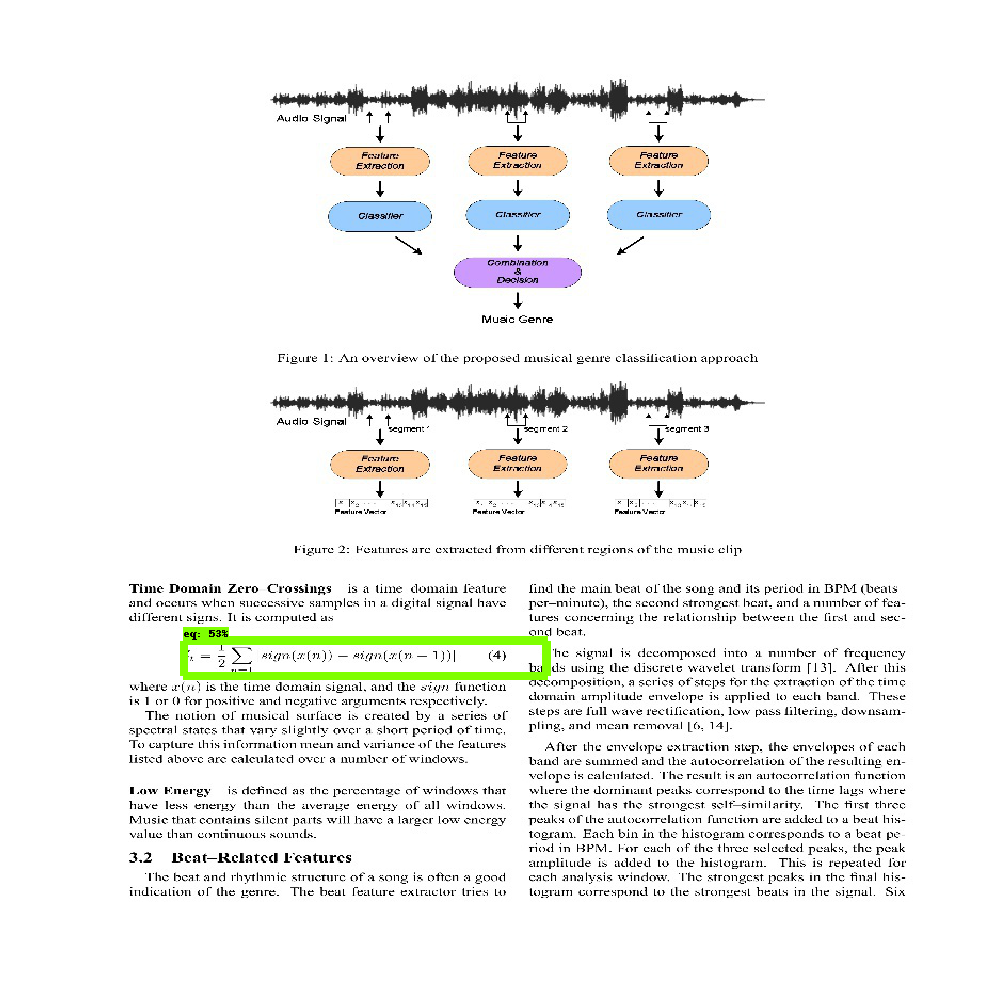 Audio Signal
Feature Extraction
Feature Extraction
Feature Extraction
Classifier
Classifier
Classifier
Combination
&
Decision
Music Genre
Figure 1: An overview of the proposed musical genre classification approach
Audio Signal
segment 1
segment 2
segment 3
Feature Extraction
Feature Extraction
Feature Extraction
Feature Vector
Feature Vector
Feature Vector
Figure 2: Features are extracted from different regions of the music clip
Time Domain Zero–Crossings is a time domain feature
and occurs when successive samples in a digital signal have
different signs. It is computed as
eq: 53%
= 1/2 ∑ sign(x(n)) − sign(x(n − 1))| (4)
where x(n) is the time domain signal, and the sign function
is 1 or 0 for positive and negative arguments respectively.
The notion of musical surface is created by a series of
spectral states that vary slightly over a short period of time.
To capture this information mean and variance of the features
listed above are calculated over a number of windows.
Low Energy is defined as the percentage of windows that
have less energy than the average energy of all windows.
Music that contains silent parts will have a larger low energy
value than continuous sounds.
3.2 Beat–Related Features
The beat and rhythmic structure of a song is often a good
indication of the genre. The beat feature extractor tries to
find the main beat of the song and its period in BPM (beats–
per–minute), the second strongest beat, and a number of fea-
tures concerning the relationship between the first and sec-
ond beat.
The signal is decomposed into a number of frequency
bands using the discrete wavelet transform [13]. After this
decomposition, a series of steps for the extraction of the time
domain amplitude envelope is applied to each band. These
steps are full wave rectification, low pass filtering, downsam-
pling, and mean removal [6, 14].
After the envelope extraction step, the envelopes of each
band are summed and the autocorrelation of the resulting en-
velope is calculated. The result is an autocorrelation function
where the dominant peaks correspond to the time lags where
the signal has the strongest self–similarity. The first three
peaks of the autocorrelation function are added to a beat his-
togram. Each bin in the histogram corresponds to a beat pe-
riod in BPM. For each of the three selected peaks, the peak
amplitude is added to the histogram. This is repeated for
each analysis window. The strongest peaks in the final his-
togram correspond to the strongest beats in the signal. Six